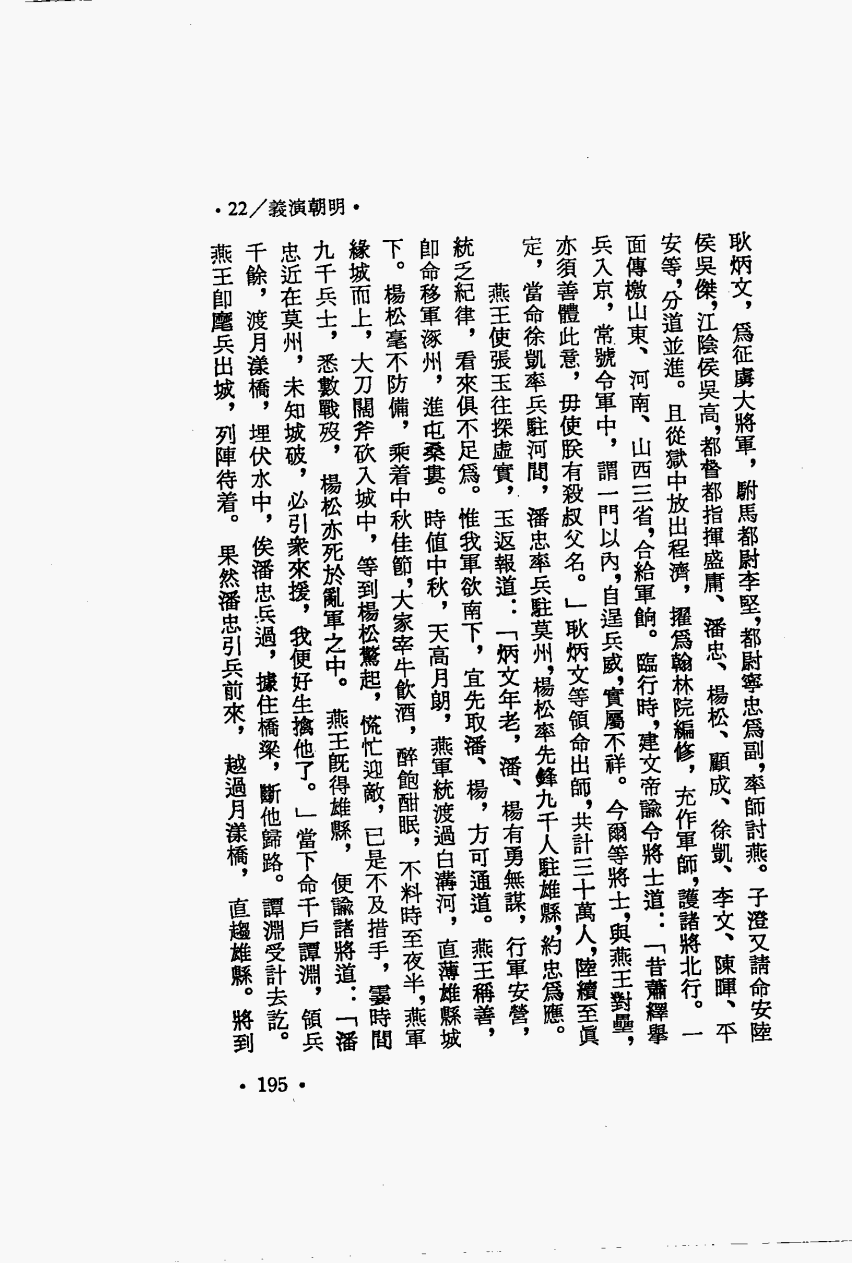 •22/義演朝明•
耿炳文，爲征虜大將軍，駙馬都尉李堅，都尉寧忠爲副，率師討燕。子澄又請命安陸
侯吳傑，江陰侯吳高，都督都指揮盛庸、潘忠、楊松、顧成、徐凱、李文、陳暉、平
安等，分道並進。且從獄中放出程濟，擢爲翰林院編修，充作軍師，護諸將北行。一
面傳檄山東、河南、山西三省，合給軍餉。臨行時，建文帝諭令將士道：「昔蕭繹擧
兵入京，常號令軍中，謂一門以內，自逞兵威，實屬不祥。今爾等將士，與燕王對壘，
亦須善體此意，毋使朕有殺叔父名。」耿炳文等領命出師，共計三十萬人，陸續至眞
定，當命徐凱率兵駐河間，潘忠率兵駐莫州，楊松率先鋒九千人駐雄縣，約忠爲應。
燕王使張玉往探虛實，玉返報道：「炳文年老，潘、楊有勇無謀，行軍安營，
統乏紀律，看來俱不足爲。惟我軍欲南下，宜先取潘、楊，方可通道。燕王稱善，
卽命移軍涿州，進屯桑婁。時値中秋，天高月朗，燕軍統渡過白溝河，直薄雄縣城
下。楊松毫不防備，乘着中秋佳節，大家宰牛飮酒，醉飽酣眠，不料時至夜半，燕軍
緣城而上，大刀闊斧砍入城中，等到楊松驚起，慌忙迎敵，已是不及措手，霎時間
九千兵士，悉數戰歿，楊松亦死於亂軍之中。燕王旣得雄縣，便諭諸將道：「潘
忠近在莫州，未知城破，必引衆來援，我便好生擒他了。」當下命千戶譚淵，領兵
千餘，渡月漾橋，埋伏水中，俟潘忠兵過，據住橋梁，斷他歸路。譚淵受計去訖。
燕王卽麾兵出城，列陣待着。果然潘忠引兵前來，越過月漾橋，直趨雄縣。將到
•195•